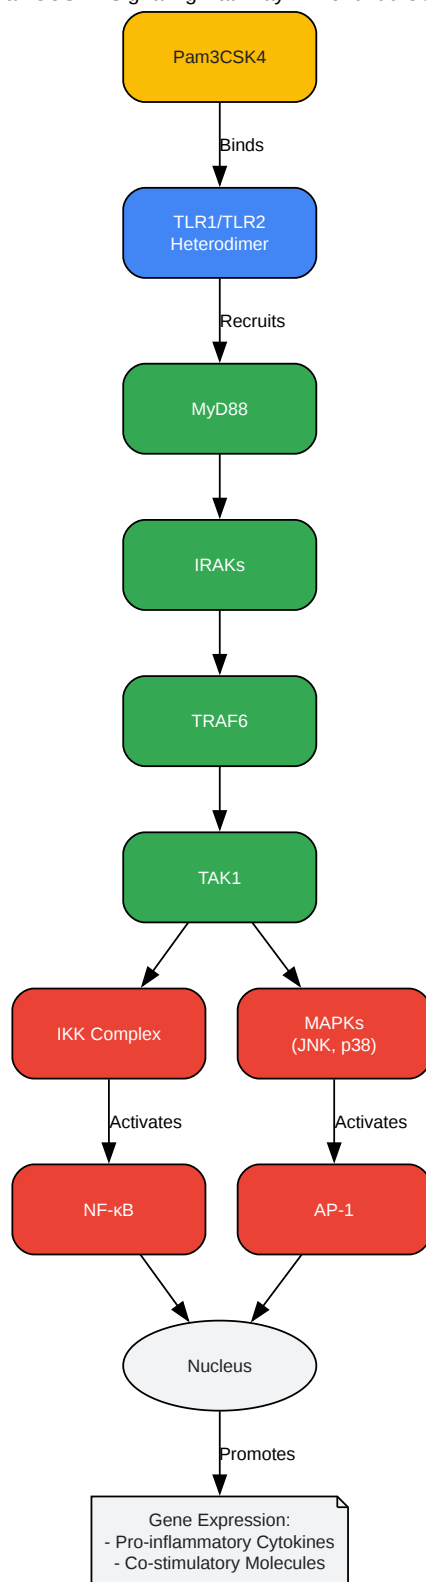 Pam3CSK4
Binds
TLR1/TLR2
Heterodimer
Recruits
MyD88
IRAKs
TRAF6
TAK1
IKK Complex
MAPKs
(JNK, p38)
Activates
Activates
NF-κB
AP-1
Nucleus
Promotes
Gene Expression:
- Pro-inflammatory Cytokines
- Co-stimulatory Molecules